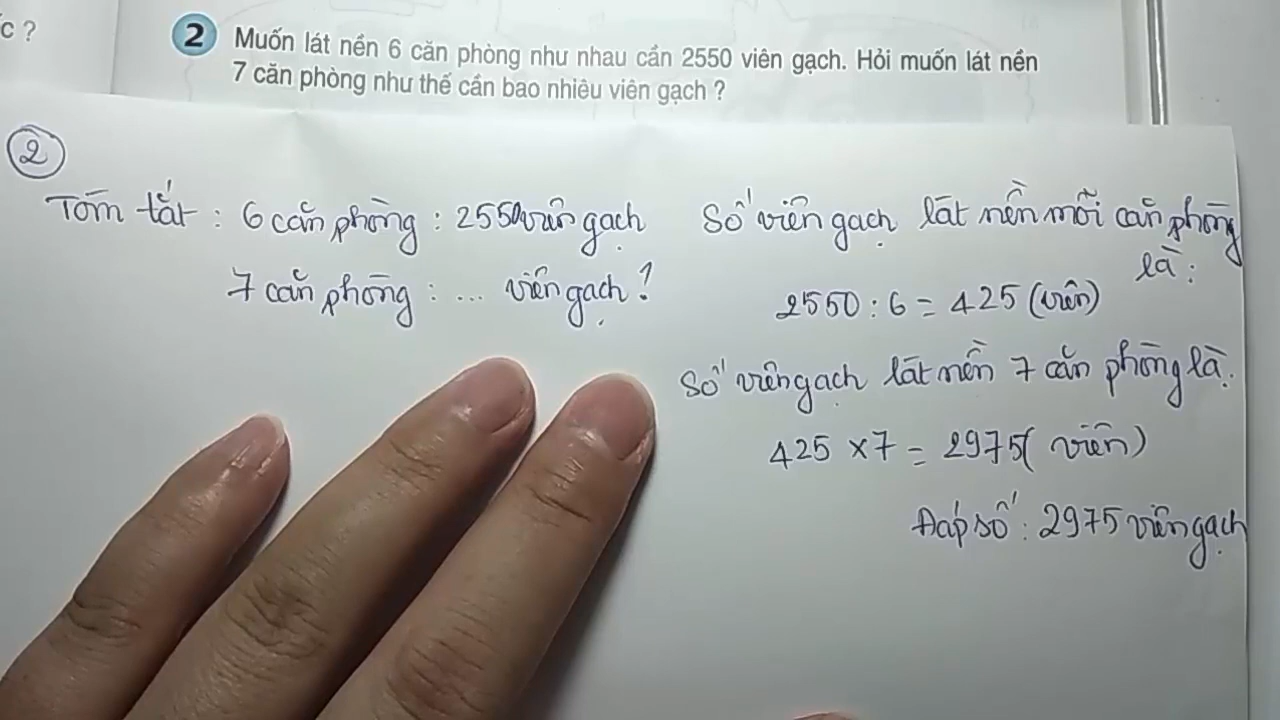 c ?
2 Muốn lát nền 6 căn phòng như nhau cần 2550 viên gạch. Hỏi muốn lát nền
7 căn phòng như thế cần bao nhiêu viên gạch ?
2
Tóm tắt : 6 căn phòng : 2550 viên gạch
7 căn phòng : ... viên gạch ?
Số viên gạch lát nền mỗi căn phòng
là :
2550 : 6 = 425 (viên)
Số viên gạch lát nền 7 căn phòng là :
425 x 7 = 2975 ( viên )
Đáp số : 2975 viên gạch